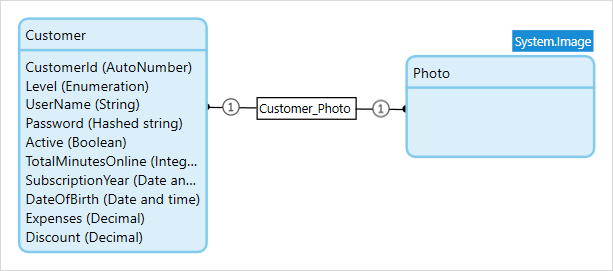 Customer
CustomerId (AutoNumber)
Level (Enumeration)
UserName (String)
Password (Hashed string)
Active (Boolean)
TotalMinutesOnline (Integ...
SubscriptionYear (Date an...
DateOfBirth (Date and time)
Expenses (Decimal)
Discount (Decimal)
1
Customer_Photo
1
System.Image
Photo